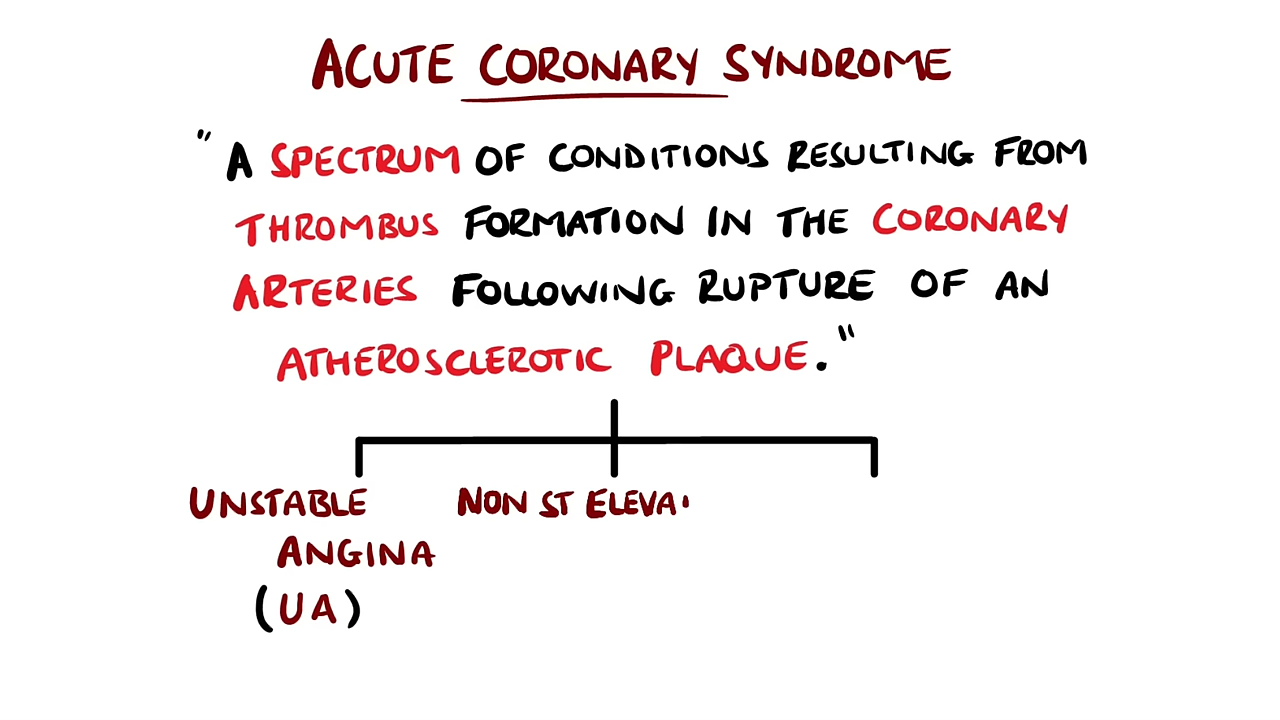 ACUTE CORONARY SYNDROME
"A SPECTRUM OF CONDITIONS RESULTING FROM
THROMBUS FORMATION IN THE CORONARY
ARTERIES FOLLOWING RUPTURE OF AN
ATHEROSCLEROTIC PLAQUE."
UNSTABLE NON ST ELEVA
ANGINA
(UA)